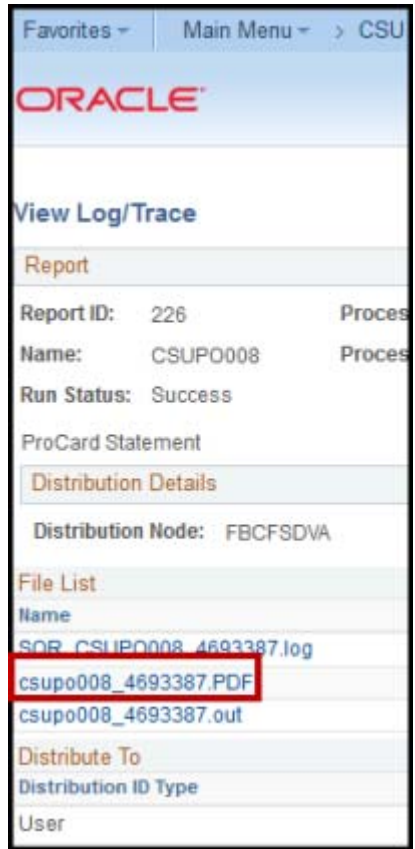 Favorites Main Menu > CSU
ORACLE
View Log/Trace
Report
Report ID: 226 Proces
Name: CSUPO008 Proces
Run Status: Success
ProCard Statement
Distribution Details
Distribution Node: FBCFSDVA
File List
Name
SQR_CSUPO008_4693387.log
csupo008_4693387.PDF
csupo008_4693387.out
Distribute To
Distribution ID Type
User